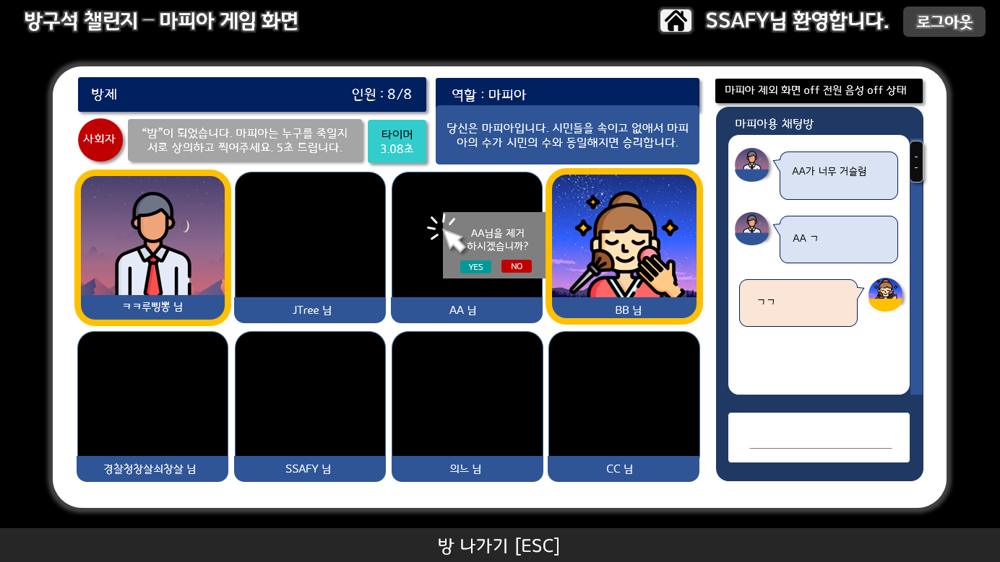 방구석 챌린지 – 마피아 게임 화면
SSAFY님 환영합니다.
로그아웃
방제
인원 : 8/8
역할 : 마피아
마피아 제외 화면 off 전원 음성 off 상태
사회자
“밤”이 되었습니다. 마피아는 누구를 죽일지
서로 상의하고 찍어주세요. 5초 드립니다.
타이머
3.08초
당신은 마피아입니다. 시민들을 속이고 없애서 마피
아의 수가 시민의 수와 동일해지면 승리합니다.
마피아용 채팅방
AA가 너무 거슬림
AA ㄱ
ㄱㄱ
AA님을 제거
하시겠습니까?
YES
NO
ㅋㅋ루삥뽕 님
JTree 님
AA 님
BB 님
경찰청창살쇠창살 님
SSAFY 님
의느 님
CC 님
방 나가기 [ESC]